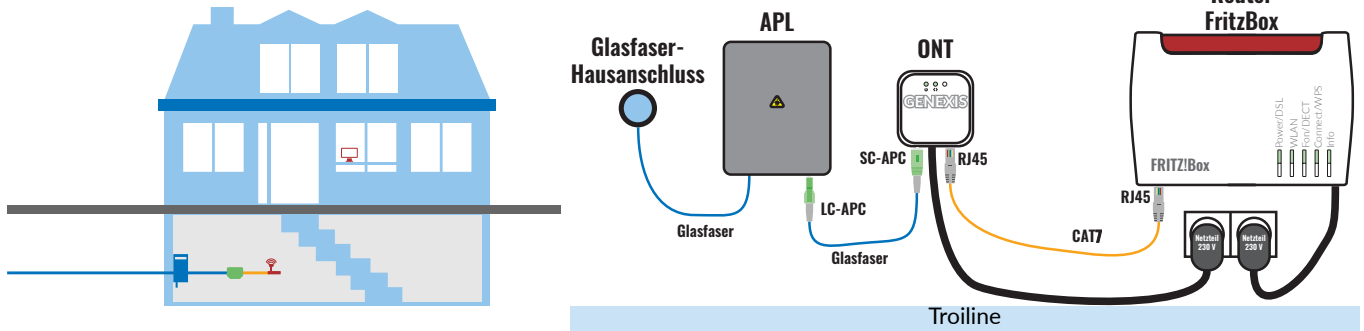 Router
FritzBox
APL
Glasfaser-
Hausanschluss
ONT
GENEXIS
SC-APC
RJ45
Power/DSL
WLAN
Fon/DECT
Connect/WPS
Info
FRITZ!Box
RJ45
LC-APC
Glasfaser
CAT7
Glasfaser
Netzteil
230 V
Netzteil
230 V
Troiline